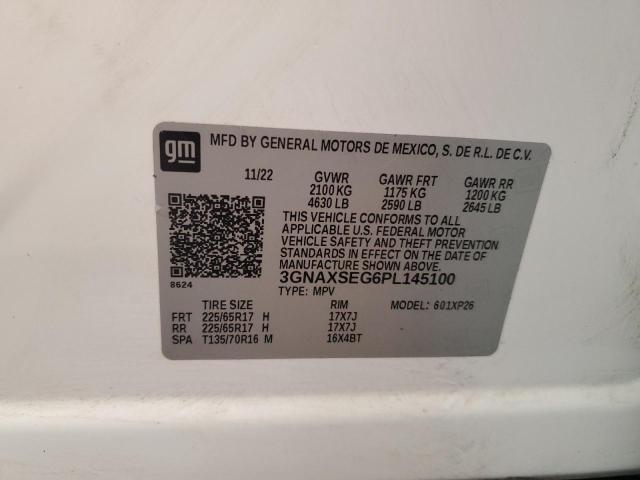 gm
MFD BY GENERAL MOTORS DE MEXICO, S. DE R.L. DE C.V.
11/22 GVWR GAWR FRT GAWR RR
2100 KG 1175 KG 1200 KG
4630 LB 2590 LB 2645 LB
THIS VEHICLE CONFORMS TO ALL
APPLICABLE U.S. FEDERAL MOTOR
VEHICLE SAFETY AND THEFT PREVENTION
STANDARDS IN EFFECT ON THE DATE OF
MANUFACTURE SHOWN ABOVE.
8624
3GNAXSEG6PL145100
TYPE: MPV
TIRE SIZE RIM MODEL: 601XP26
FRT 225/65R17 H 17X7J
RR 225/65R17 H 17X7J
SPA T135/70R16 M 16X4BT